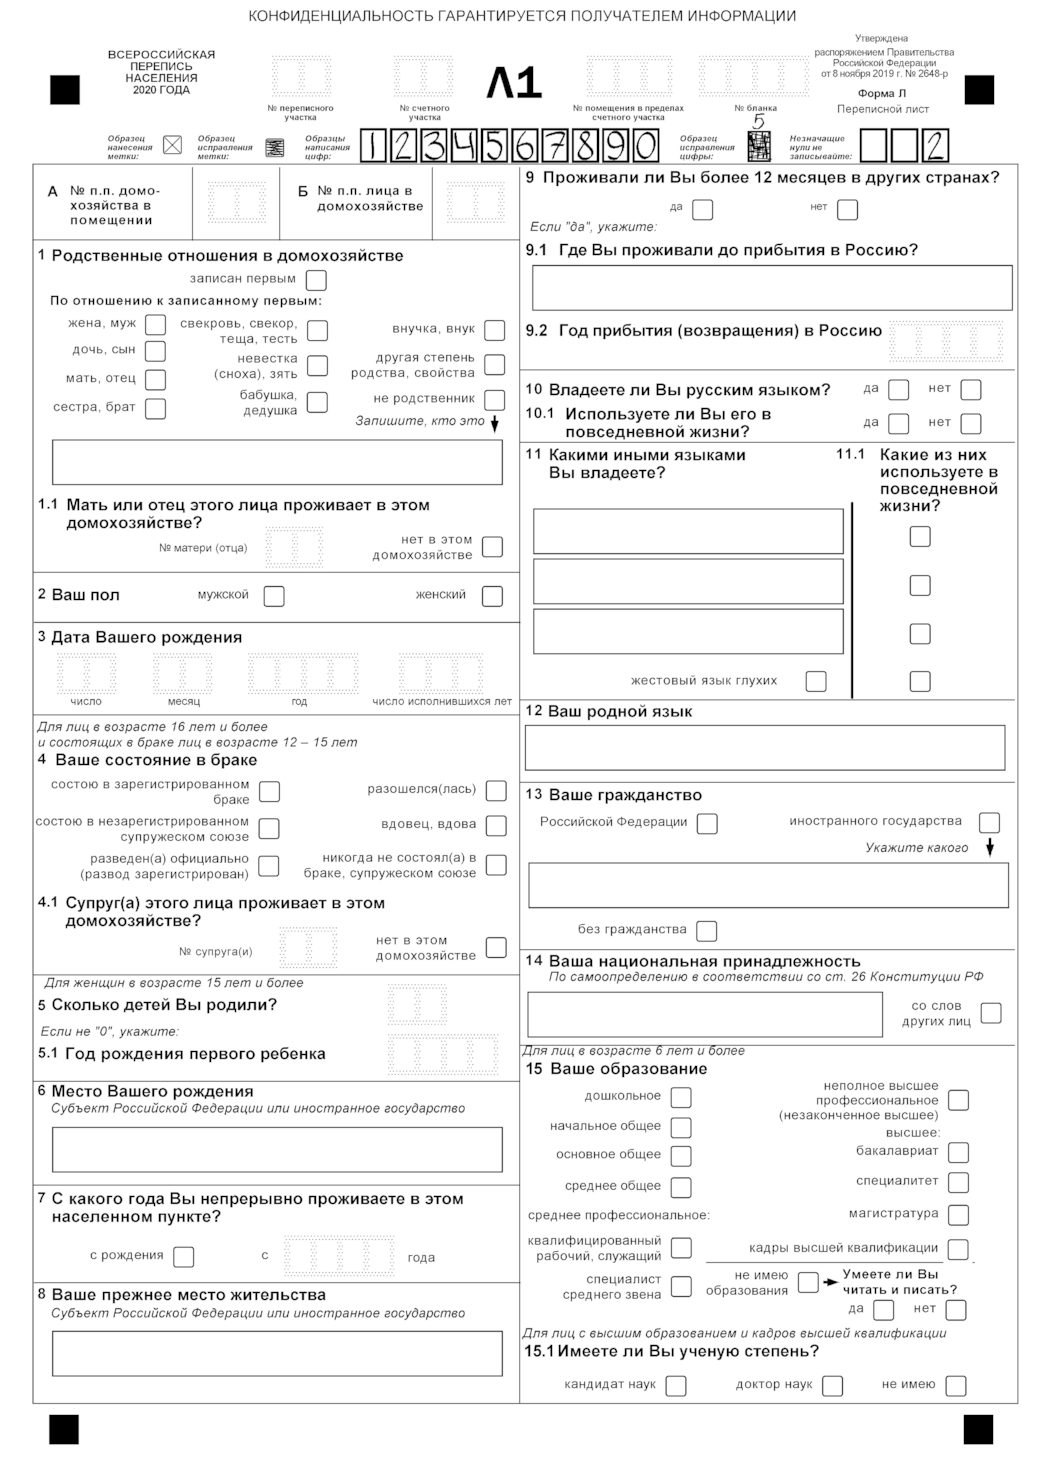 КОНФИДЕНЦИАЛЬНОСТЬ ГАРАНТИРУЕТСЯ ПОЛУЧАТЕЛЕМ ИНФОРМАЦИИ
ВСЕРОССИЙСКАЯ
ПЕРЕПИСЬ
НАСЕЛЕНИЯ
2020 ГОДА
№ переписного
участка
№ счетного
участка
Л1
№ помещения в пределах
счетного участка
№ бланка
Утверждена
распоряжением Правительства
Российской Федерации
от 8 ноября 2019 г. № 2648-р
Форма Л
Переписной лист
Образец
нанесения
метки:
Образец
исправления
метки:
Образцы
написания
цифр:
1 2 3 4 5 6 7 8 9 0
Образец
исправления
цифры:
5
Незначащие
нули не
записывайте:
2
А № п.п. домо-
хозяйства в
помещении
Б № п.п. лица в
домохозяйстве
1 Родственные отношения в домохозяйстве
записан первым
По отношению к записанному первым:
жена, муж
дочь, сын
мать, отец
сестра, брат
свекровь, свекор,
теща, тесть
невестка
(сноха), зять
бабушка,
дедушка
внучка, внук
другая степень
родства, свойства
не родственник
Запишите, кто это
1.1 Мать или отец этого лица проживает в этом
домохозяйстве?
№ матери (отца)
нет в этом
домохозяйстве
2 Ваш пол
мужской
женский
3 Дата Вашего рождения
число
месяц
год
число исполнившихся лет
Для лиц в возрасте 16 лет и более
и состоящих в браке лиц в возрасте 12 – 15 лет
4 Ваше состояние в браке
состою в зарегистрированном
браке
состою в незарегистрированном
супружеском союзе
разведен(а) официально
(развод зарегистрирован)
разошелся(лась)
вдовец, вдова
никогда не состоял(а) в
браке, супружеском союзе
4.1 Супруг(а) этого лица проживает в этом
домохозяйстве?
№ супруга(и)
нет в этом
домохозяйстве
Для женщин в возрасте 15 лет и более
5 Сколько детей Вы родили?
Если не "0", укажите:
5.1 Год рождения первого ребенка
6 Место Вашего рождения
Субъект Российской Федерации или иностранное государство
7 С какого года Вы непрерывно проживаете в этом
населенном пункте?
с рождения
с
года
8 Ваше прежнее место жительства
Субъект Российской Федерации или иностранное государство
9 Проживали ли Вы более 12 месяцев в других странах?
да
нет
Если "да", укажите:
9.1 Где Вы проживали до прибытия в Россию?
9.2 Год прибытия (возвращения) в Россию
10 Владеете ли Вы русским языком?
да
нет
10.1 Используете ли Вы его в
повседневной жизни?
да
нет
11 Какими иными языками
Вы владеете?
11.1 Какие из них
используете в
повседневной
жизни?
жестовый язык глухих
12 Ваш родной язык
13 Ваше гражданство
Российской Федерации
иностранного государства
Укажите какого
без гражданства
14 Ваша национальная принадлежность
По самоопределению в соответствии со ст. 26 Конституции РФ
со слов
других лиц
Для лиц в возрасте 6 лет и более
15 Ваше образование
дошкольное
начальное общее
основное общее
среднее общее
среднее профессиональное:
квалифицированный
рабочий, служащий
специалист
среднего звена
неполное высшее
профессиональное
(незаконченное высшее)
высшее:
бакалавриат
специалитет
магистратура
кадры высшей квалификации
не имею
образования
Умеете ли Вы
читать и писать?
да
нет
Для лиц с высшим образованием и кадров высшей квалификации
15.1 Имеете ли Вы ученую степень?
кандидат наук
доктор наук
не имею